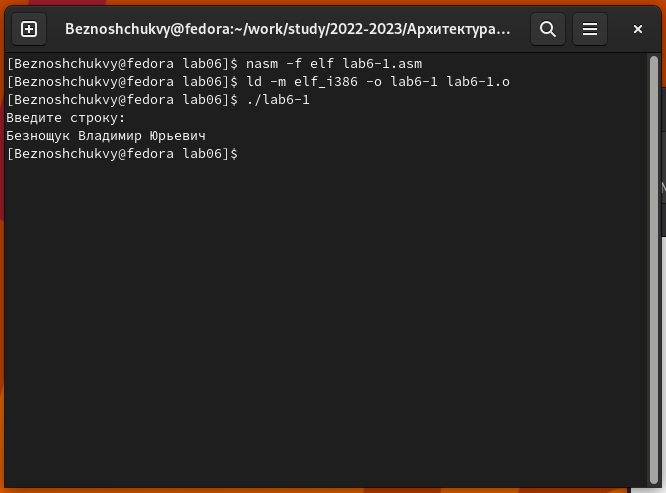 Beznoshchukvy@fedora:~/work/study/2022-2023/Архитектура…
[Beznoshchukvy@fedora lab06]$ nasm -f elf lab6-1.asm
[Beznoshchukvy@fedora lab06]$ ld -m elf_i386 -o lab6-1 lab6-1.o
[Beznoshchukvy@fedora lab06]$ ./lab6-1
Введите строку:
Безнощук Владимир Юрьевич
[Beznoshchukvy@fedora lab06]$